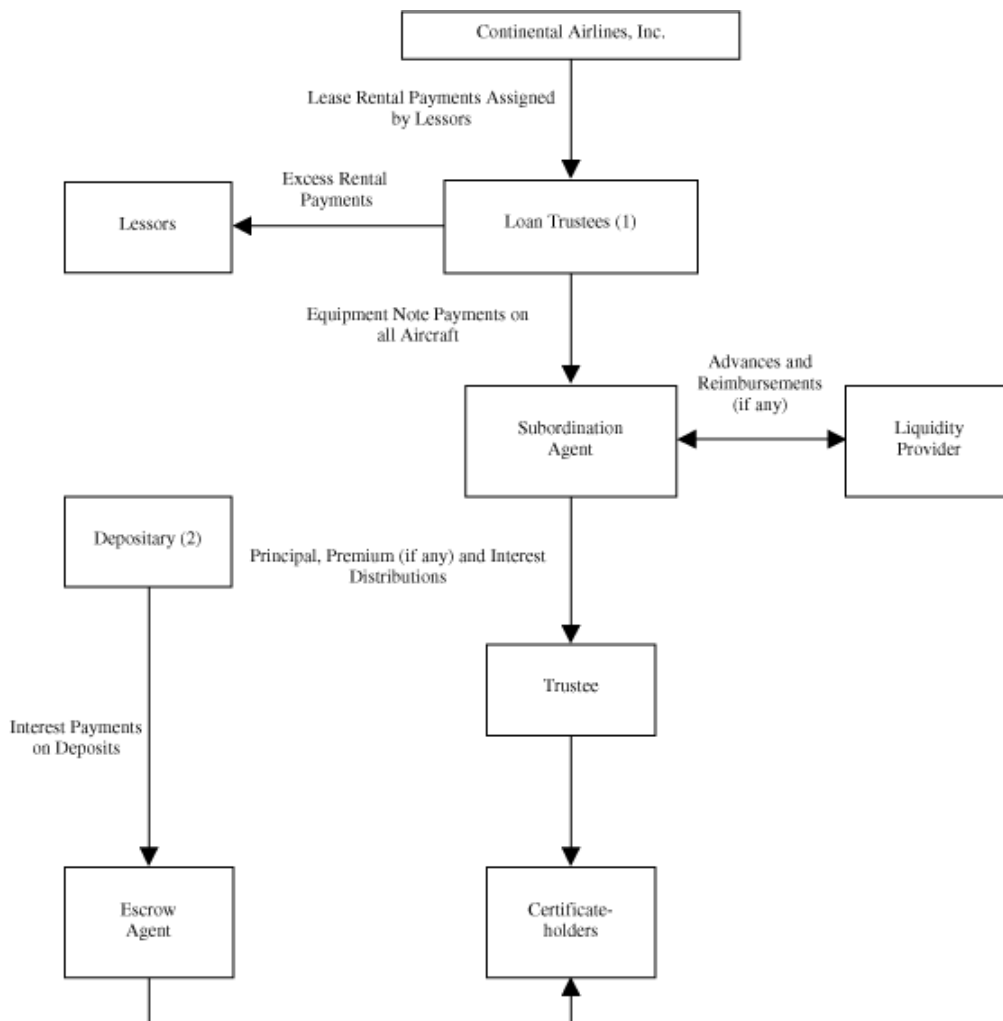 Continental Airlines, Inc.
Lease Rental Payments Assigned
by Lessors
Excess Rental
Payments
Lessors
Loan Trustees (1)
Equipment Note Payments on
all Aircraft
Advances and
Reimbursements
(if any)
Subordination
Agent
Liquidity
Provider
Depositary (2)
Principal, Premium (if any) and Interest
Distributions
Trustee
Interest Payments
on Deposits
Escrow
Agent
Certificate-
holders